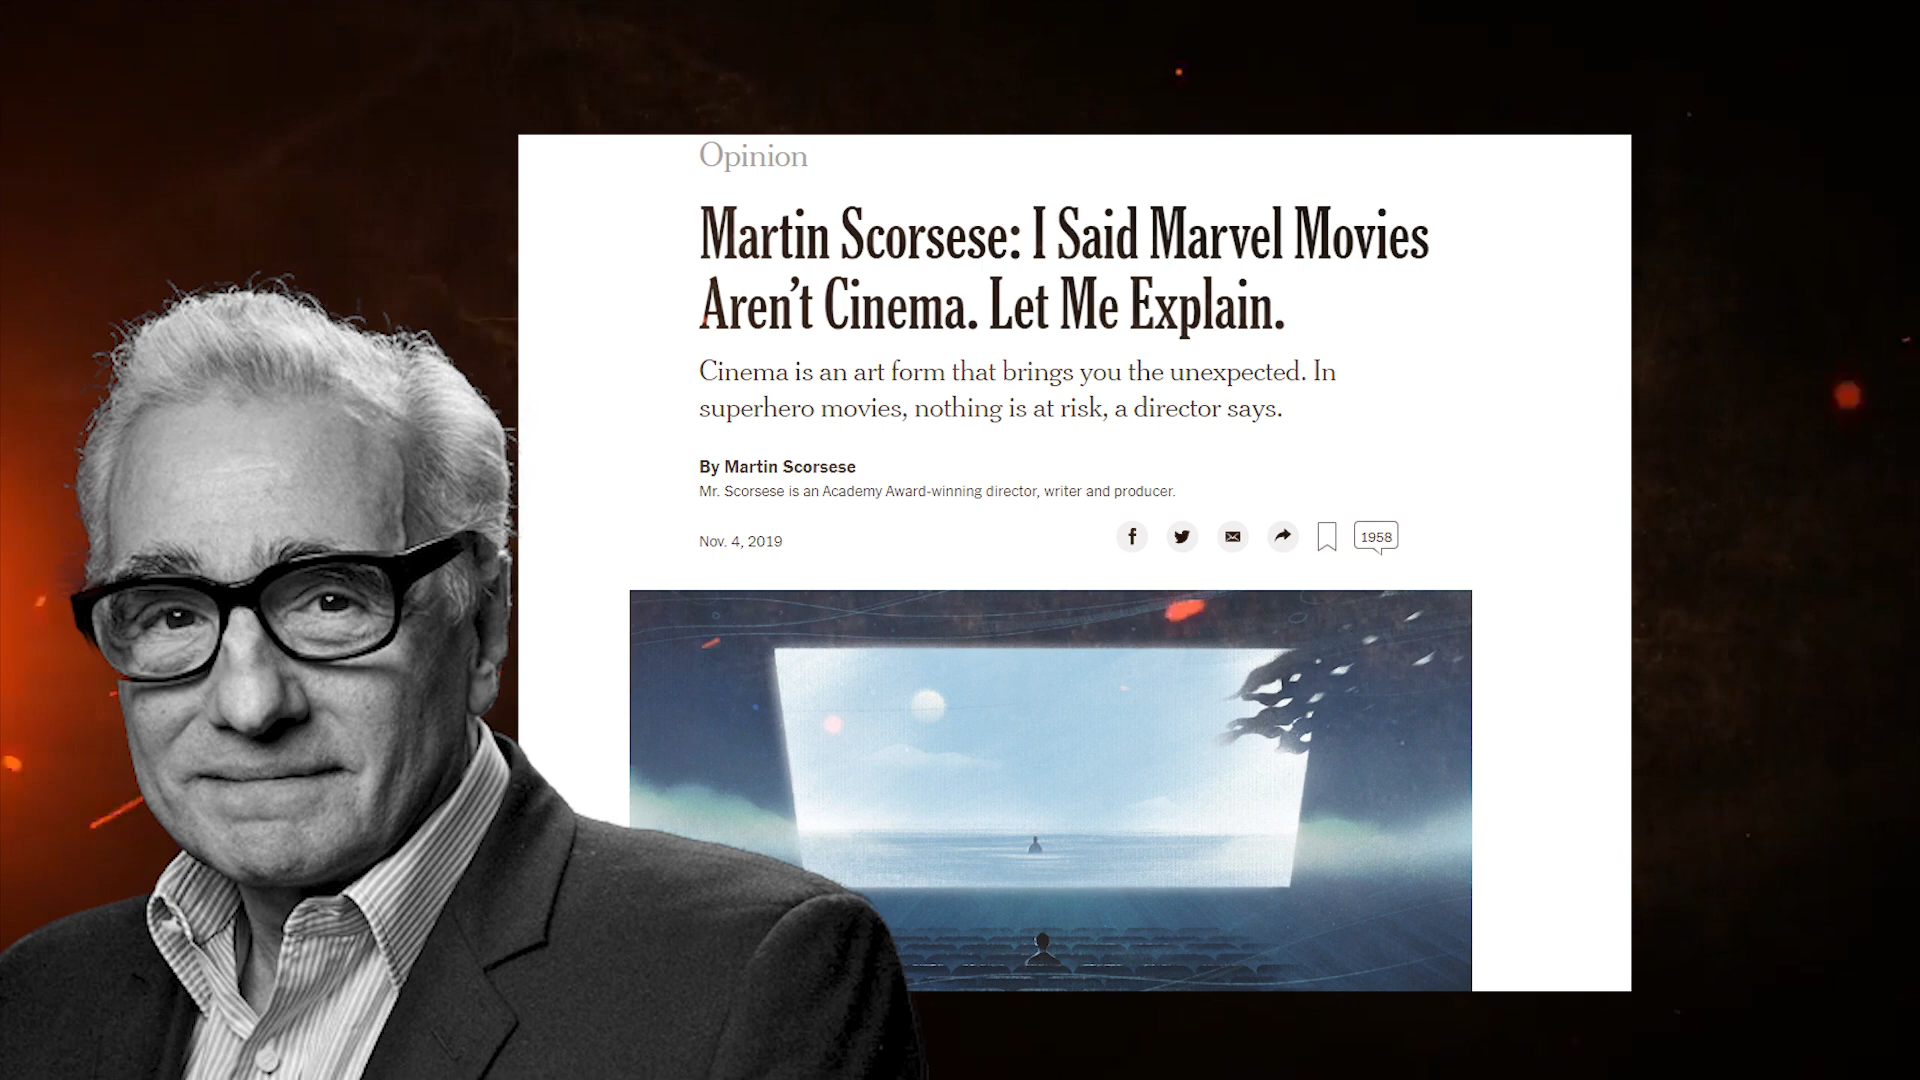 Opinion
Martin Scorsese: I Said Marvel Movies
Aren’t Cinema. Let Me Explain.
Cinema is an art form that brings you the unexpected. In
superhero movies, nothing is at risk, a director says.
By Martin Scorsese
Mr. Scorsese is an Academy Award-winning director, writer and producer.
Nov. 4, 2019
1958